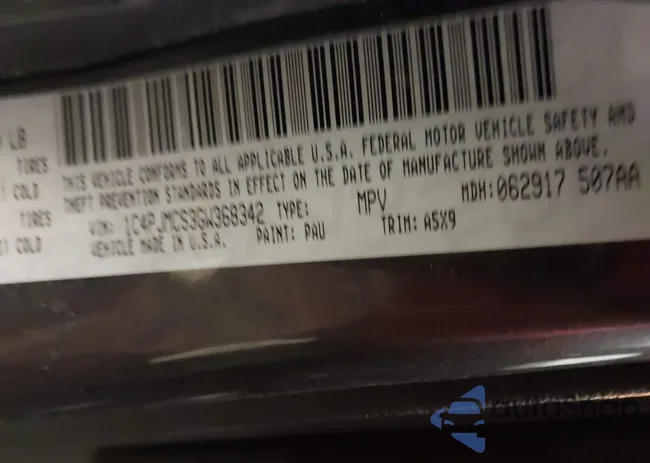 LB
TIRES
COLD
TIRES
COLD
THIS VEHICLE CONFORMS TO ALL APPLICABLE U.S.A. FEDERAL MOTOR VEHICLE SAFETY AND
THEFT PREVENTION STANDARDS IN EFFECT ON THE DATE OF MANUFACTURE SHOWN ABOVE.
VIN: 1C4PJMCS3GW368342 TYPE: MPV MDH: 062917 507AA
VEHICLE MADE IN U.S.A. PAINT: PAU TRIM: A5X9
autoShop